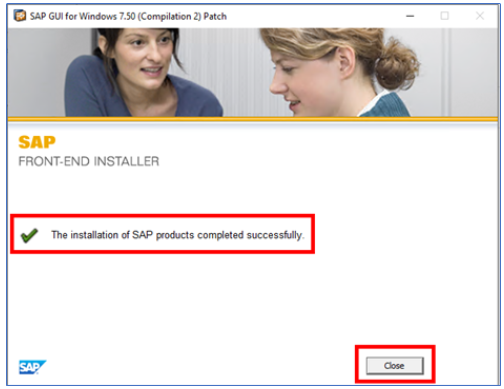 SAP GUI for Windows 7.50 (Compilation 2) Patch
SAP
FRONT-END INSTALLER
The installation of SAP products completed successfully.
SAP
Close